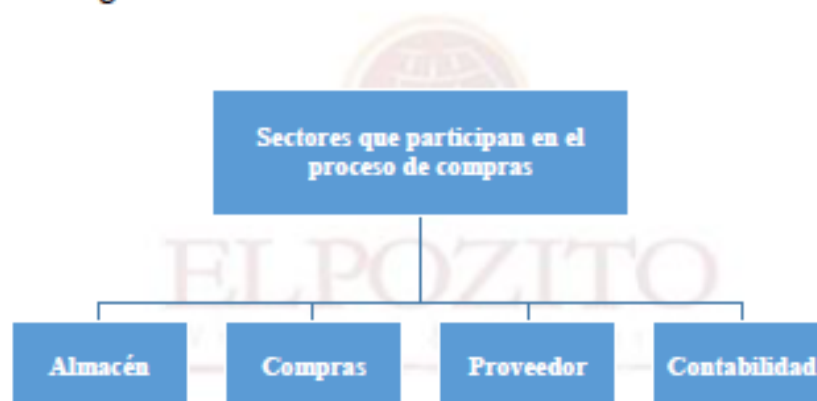 Sectores que participan en el
proceso de compras
ELPOZITO
Almacén
Compras
Proveedor
Contabilidad